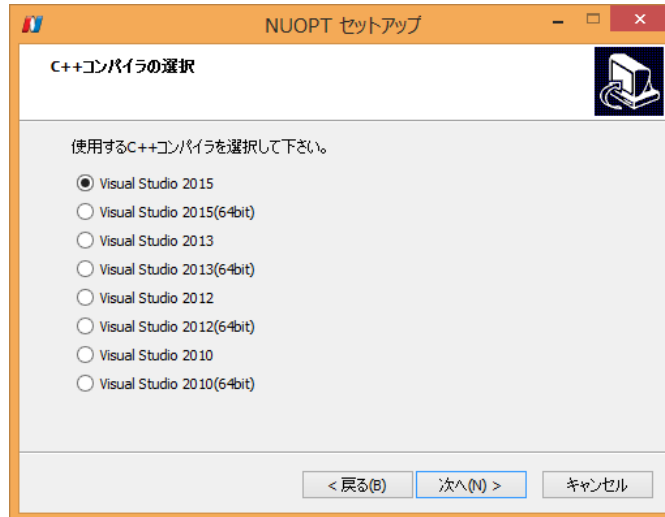 NUOPT セットアップ
C++コンパイラの選択
使用するC++コンパイラを選択して下さい。
Visual Studio 2015
Visual Studio 2015(64bit)
Visual Studio 2013
Visual Studio 2013(64bit)
Visual Studio 2012
Visual Studio 2012(64bit)
Visual Studio 2010
Visual Studio 2010(64bit)
< 戻る(B) 次へ(N) > キャンセル